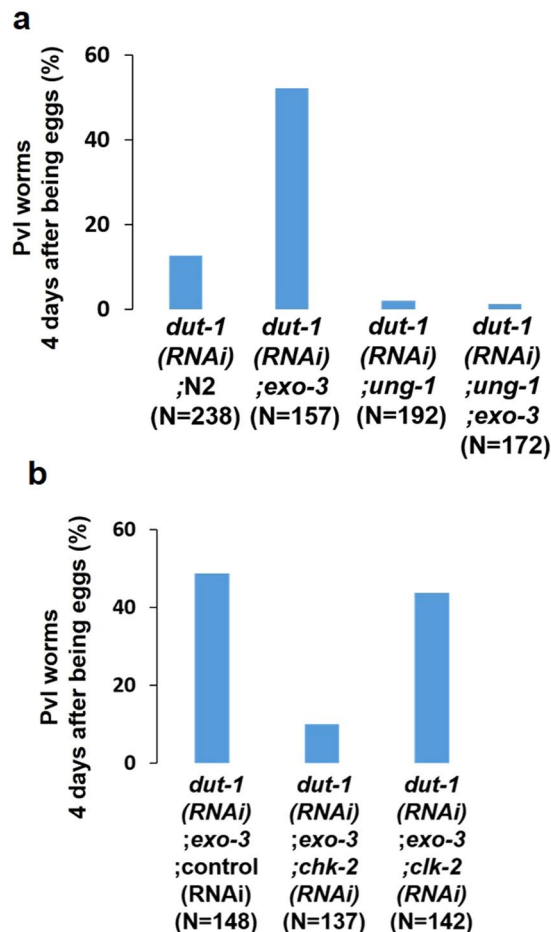 a
Pvl worms
4 days after being eggs (%)
60
40
20
0
dut-1
(RNAi)
;N2
(N=238)
dut-1
(RNAi)
;exo-3
(N=157)
dut-1
(RNAi)
;ung-1
(N=192)
dut-1
(RNAi)
;ung-1
;exo-3
(N=172)
b
Pvl worms
4 days after being eggs (%)
60
40
20
0
dut-1
(RNAi)
;exo-3
;control
(RNAi)
(N=148)
dut-1
(RNAi)
;exo-3
;chk-2
(RNAi)
(N=137)
dut-1
(RNAi)
;exo-3
;clk-2
(RNAi)
(N=142)